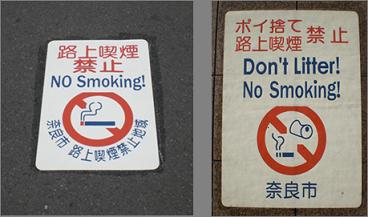 路上喫煙
禁止
NO Smoking!
奈良市 路上喫煙禁止地域
ポイ捨て
路上喫煙 禁止
Don't Litter!
No Smoking!
奈良市